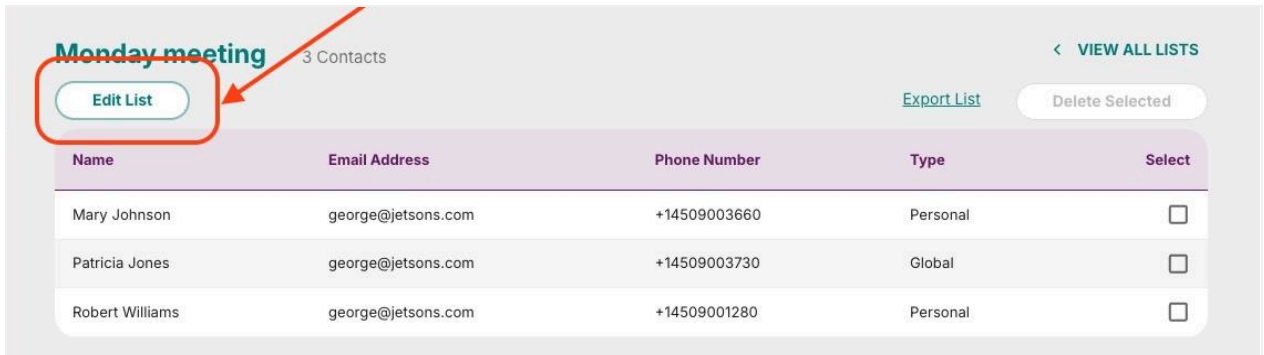 Monday meeting 3 Contacts < VIEW ALL LISTS
Edit List Export List Delete Selected
Name Email Address Phone Number Type Select
Mary Johnson george@jetsons.com +14509003660 Personal
Patricia Jones george@jetsons.com +14509003730 Global
Robert Williams george@jetsons.com +14509001280 Personal